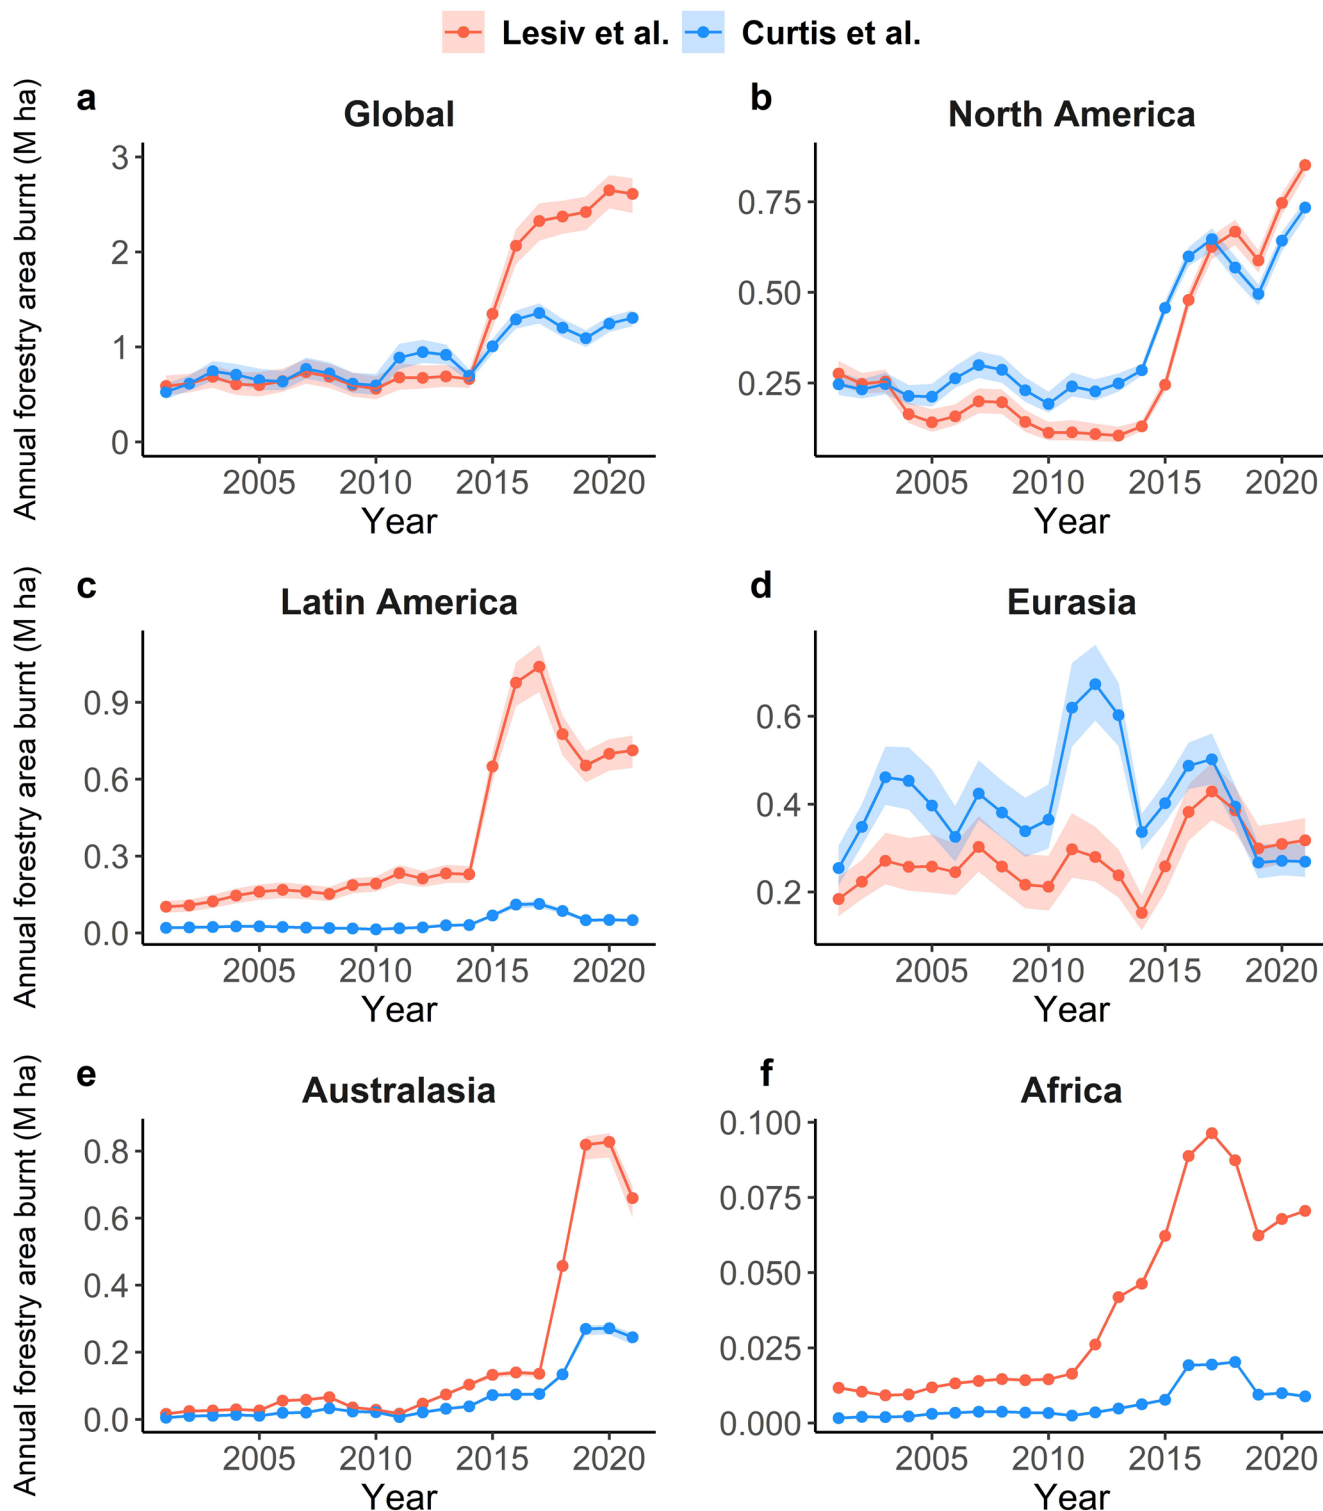 Lesiv et al. Curtis et al.
a Global
b North America
Annual forestry area burnt (M ha)
3
2
1
0
2005 2010 2015 2020
Year
0.75
0.50
0.25
2005 2010 2015 2020
Year
c Latin America
d Eurasia
Annual forestry area burnt (M ha)
0.9
0.6
0.3
0.0
2005 2010 2015 2020
Year
0.6
0.4
0.2
2005 2010 2015 2020
Year
e Australasia
f Africa
Annual forestry area burnt (M ha)
0.8
0.6
0.4
0.2
0.0
2005 2010 2015 2020
Year
0.100
0.075
0.050
0.025
0.000
2005 2010 2015 2020
Year